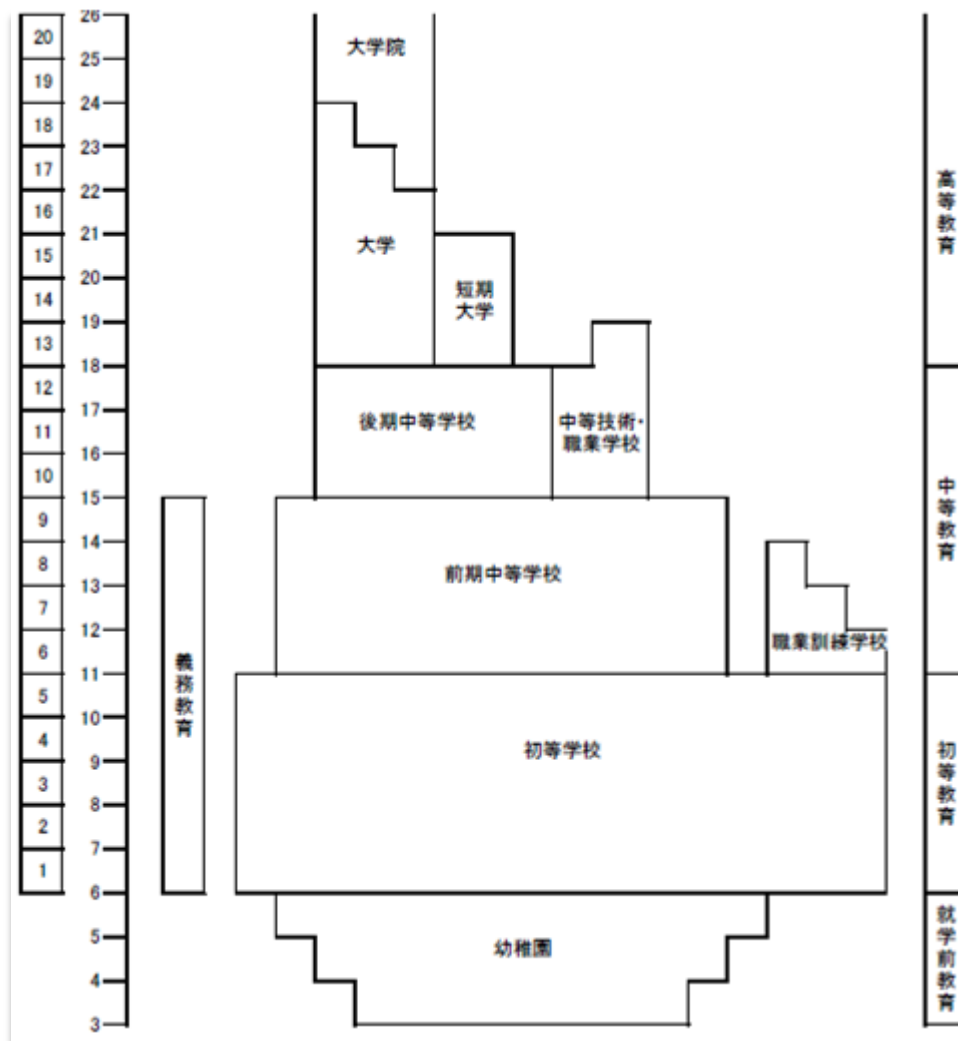 26
20
大学院
25
19
24
18
23
17
22
16
21
大学
15
20
短期
大学
14
19
13
18
高等教育
12
17
後期中等学校
中等技術・
職業学校
11
16
10
15
9
14
8
前期中等学校
13
7
12
職業訓練学校
6
11
中等教育
義務教育
5
10
4
初等学校
9
3
8
2
7
1
6
初等教育
5
幼稚園
4
3
就学前教育